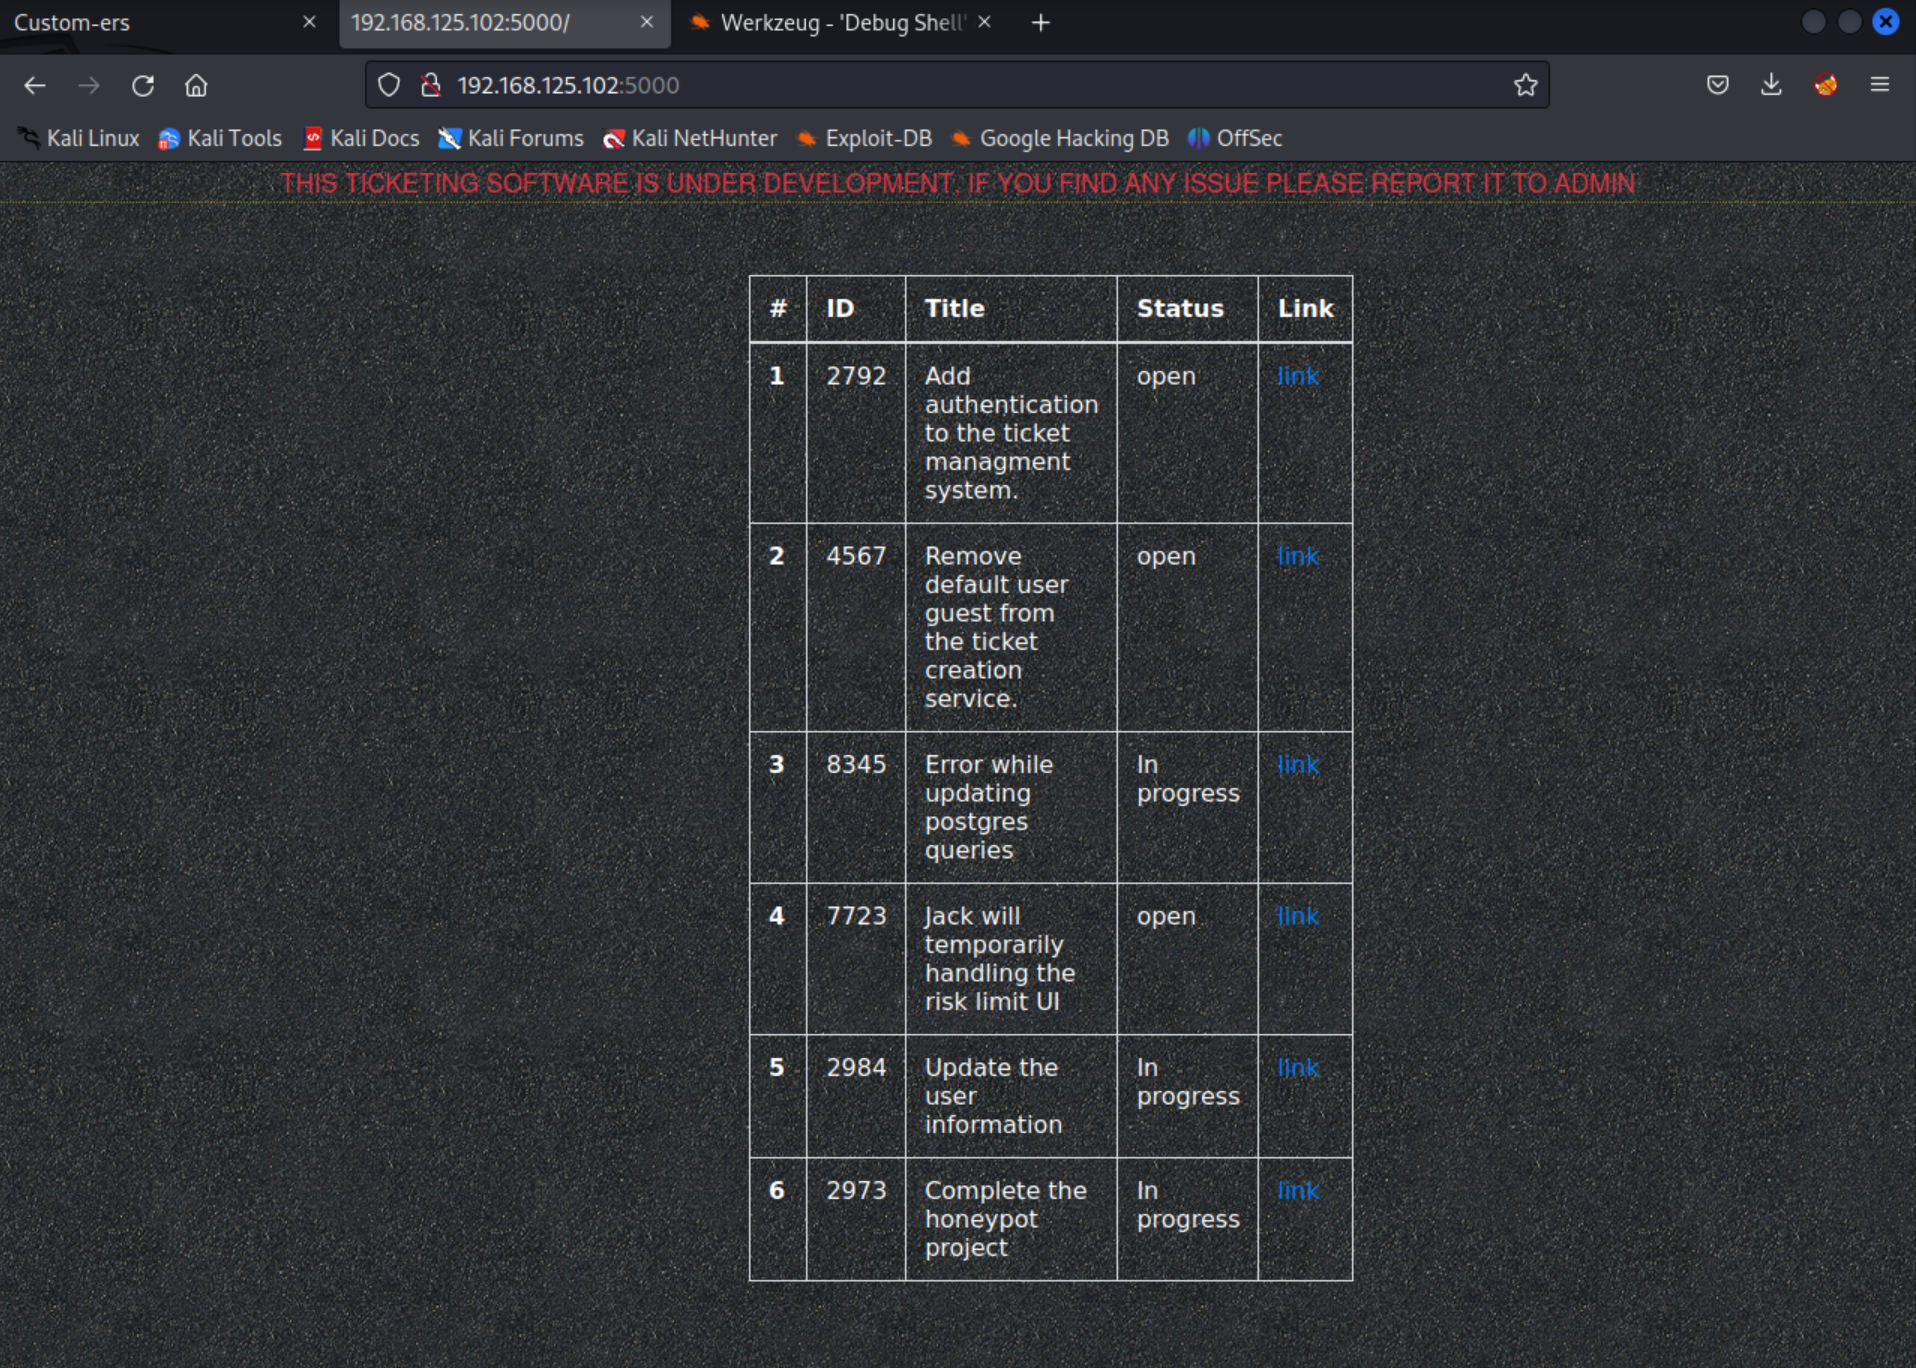 Custom-ers
192.168.125.102:5000/
Werkzeug - 'Debug Shell'
192.168.125.102:5000
Kali Linux Kali Tools Kali Docs Kali Forums Kali NetHunter Exploit-DB Google Hacking DB OffSec
THIS TICKETING SOFTWARE IS UNDER DEVELOPMENT, IF YOU FIND ANY ISSUE PLEASE REPORT IT TO ADMIN
# ID Title Status Link
1 2792 Add open link
authentication
to the ticket
managment
system.
2 4567 Remove open link
default user
guest from
the ticket
creation
service.
3 8345 Error while In link
updating progress
postgres
queries
4 7723 Jack will open link
temporarily
handling the
risk limit UI
5 2984 Update the In link
user progress
information
6 2973 Complete the In link
honeypot progress
project